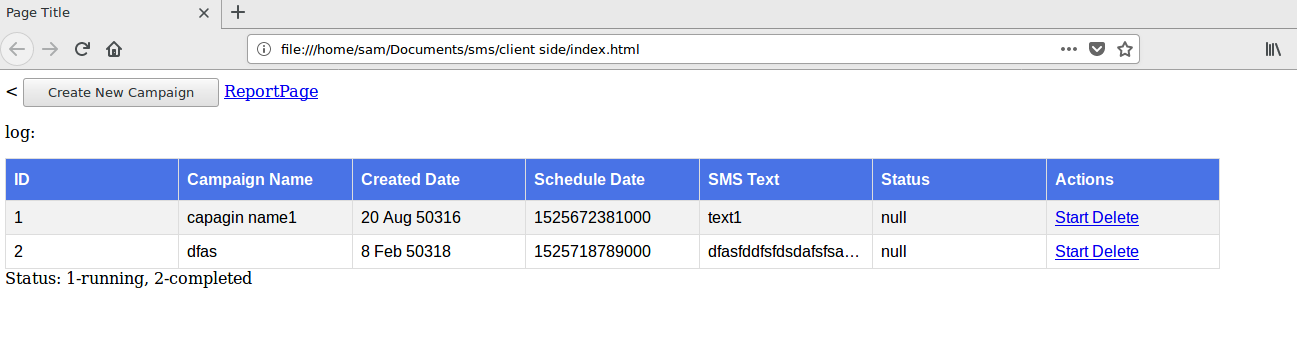 Page Title
file:///home/sam/Documents/sms/client side/index.html
< Create New Campaign ReportPage
log:
ID Campaign Name Created Date Schedule Date SMS Text Status Actions
1 capagin name1 20 Aug 50316 1525672381000 text1 null Start Delete
2 dfas 8 Feb 50318 1525718789000 dfasfddfsfdsdafsfsa... null Start Delete
Status: 1-running, 2-completed